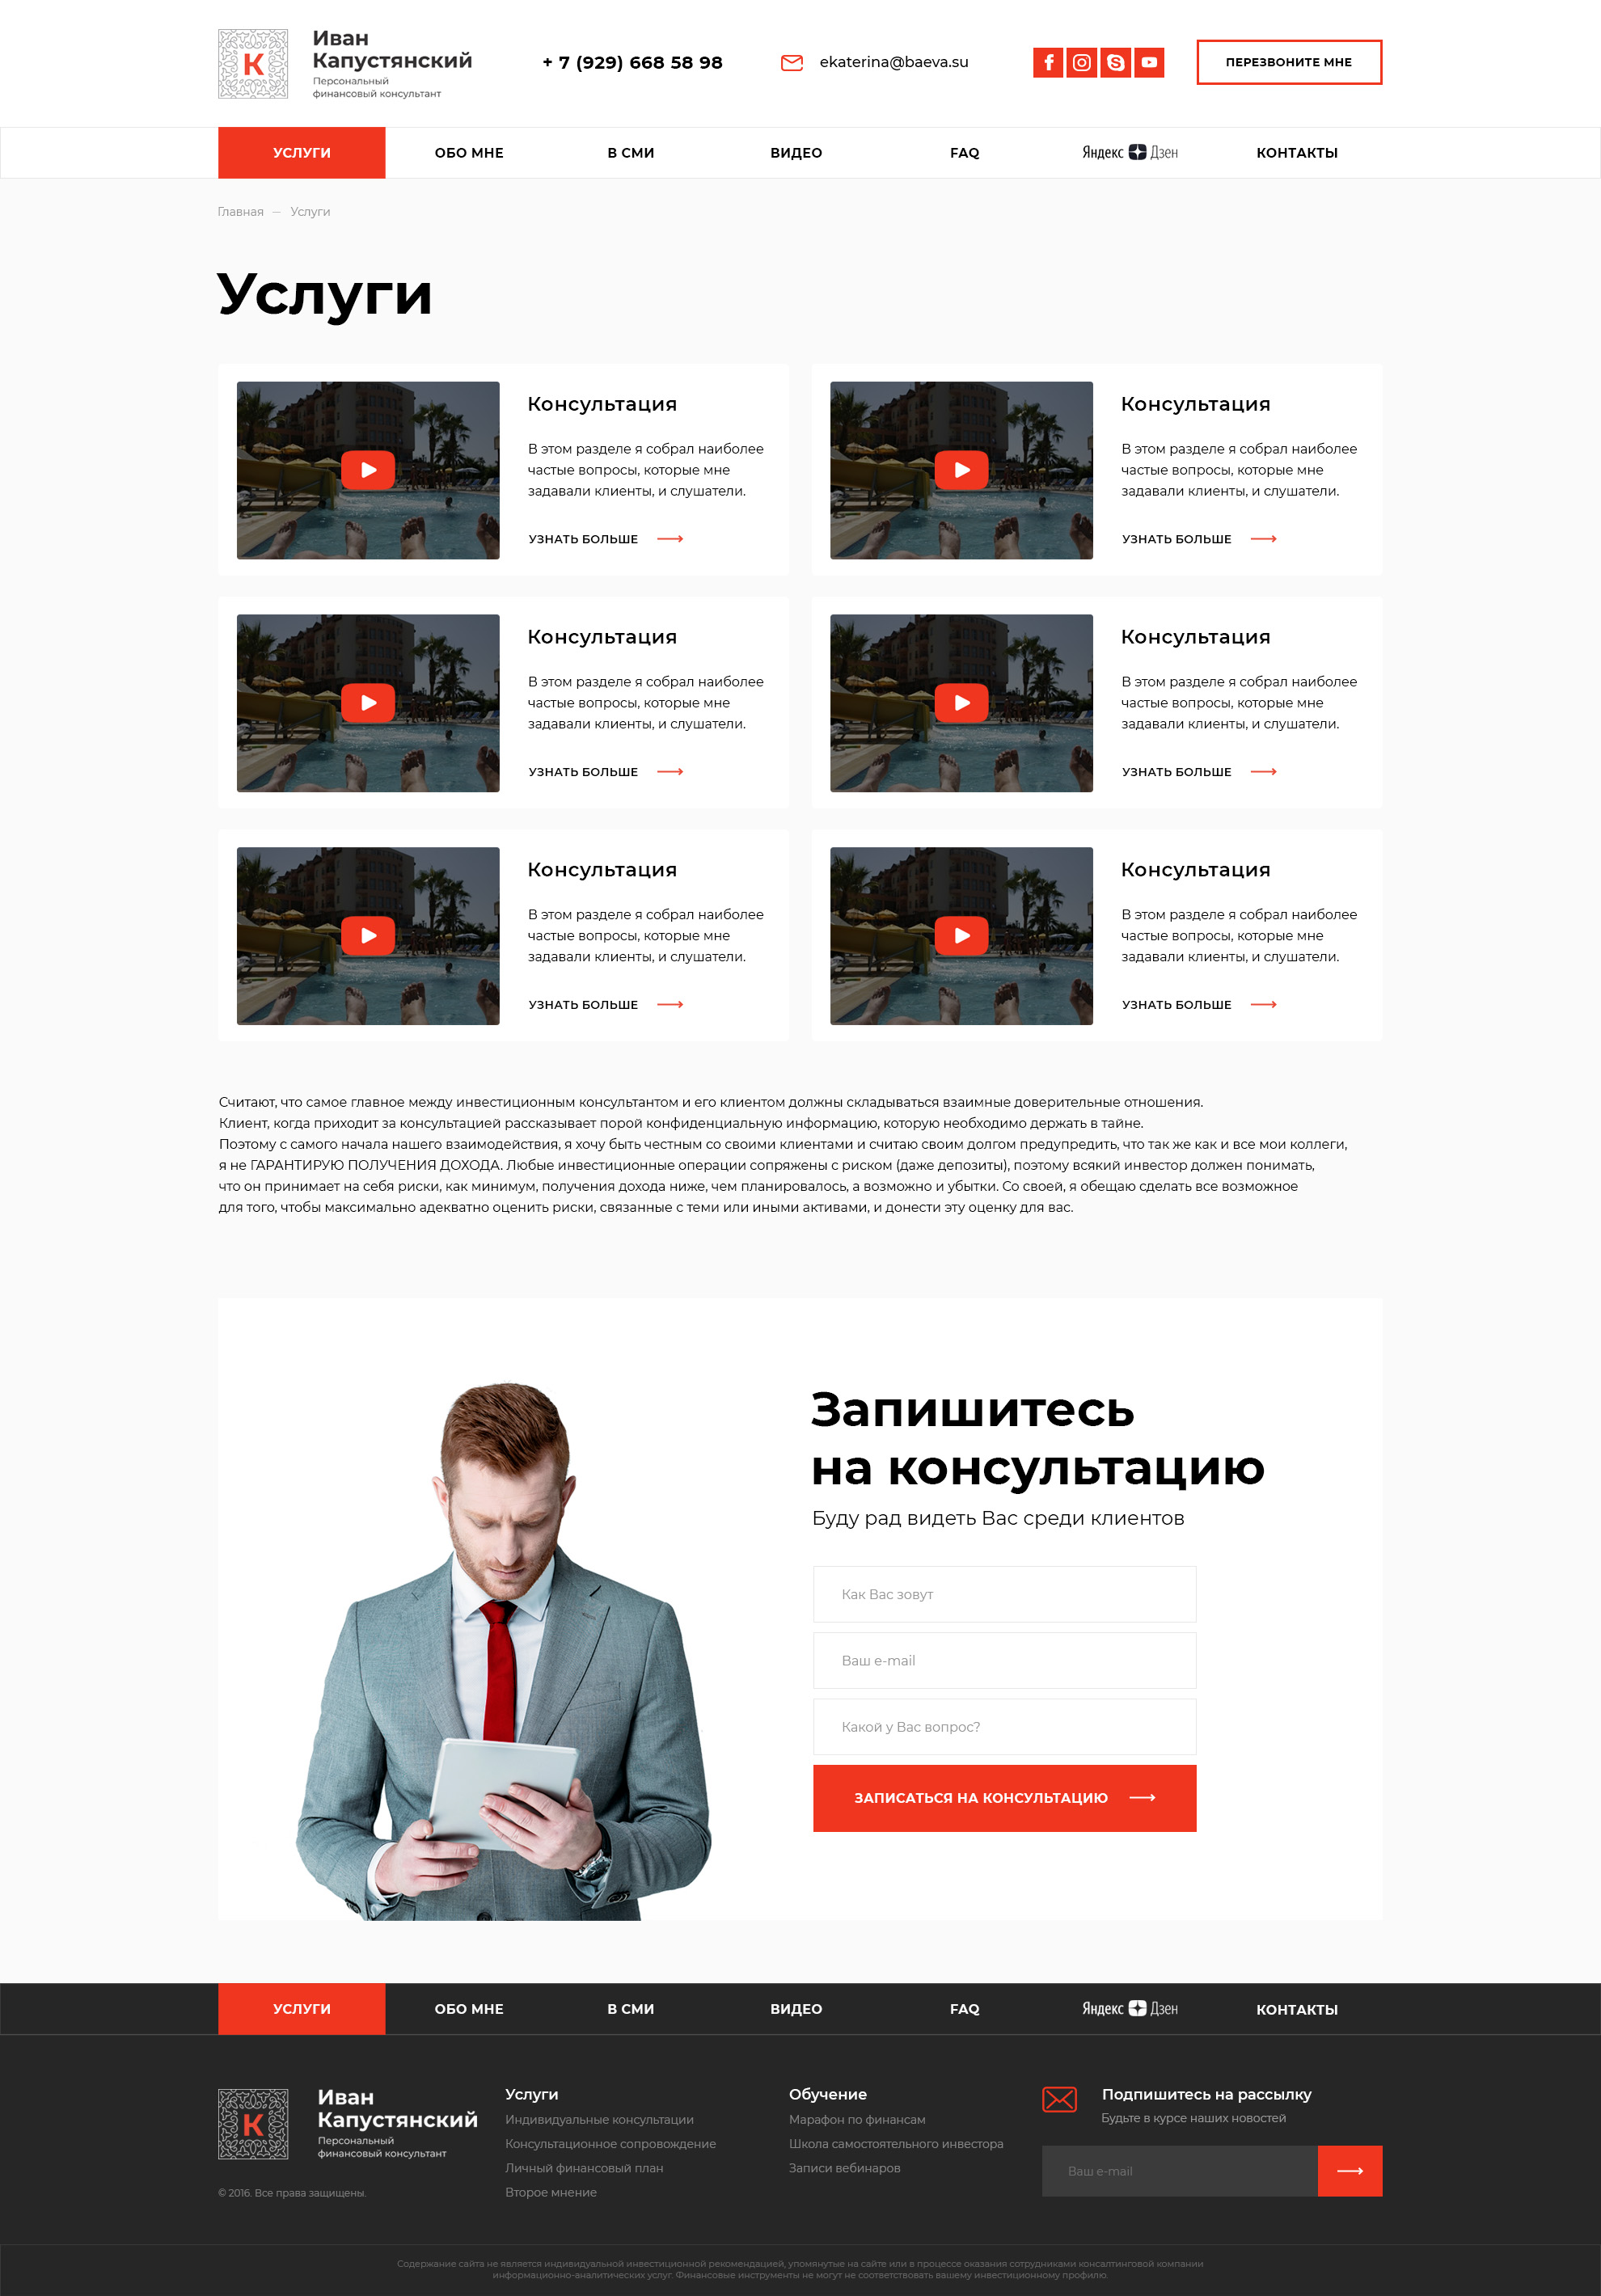 К
Иван
Капустянский
Персональный
финансовый консультант
+ 7 (929) 668 58 98
ekaterina@baeva.su
ПЕРЕЗВОНИТЕ МНЕ
УСЛУГИ
ОБО МНЕ
В СМИ
ВИДЕО
FAQ
Яндекс Дзен
КОНТАКТЫ
Главная — Услуги
Услуги
Консультация
В этом разделе я собрал наиболее
частые вопросы, которые мне
задавали клиенты, и слушатели.
УЗНАТЬ БОЛЬШЕ
Консультация
В этом разделе я собрал наиболее
частые вопросы, которые мне
задавали клиенты, и слушатели.
УЗНАТЬ БОЛЬШЕ
Консультация
В этом разделе я собрал наиболее
частые вопросы, которые мне
задавали клиенты, и слушатели.
УЗНАТЬ БОЛЬШЕ
Консультация
В этом разделе я собрал наиболее
частые вопросы, которые мне
задавали клиенты, и слушатели.
УЗНАТЬ БОЛЬШЕ
Консультация
В этом разделе я собрал наиболее
частые вопросы, которые мне
задавали клиенты, и слушатели.
УЗНАТЬ БОЛЬШЕ
Консультация
В этом разделе я собрал наиболее
частые вопросы, которые мне
задавали клиенты, и слушатели.
УЗНАТЬ БОЛЬШЕ
Считают, что самое главное между инвестиционным консультантом и его клиентом должны складываться взаимные доверительные отношения.
Клиент, когда приходит за консультацией рассказывает порой конфиденциальную информацию, которую необходимо держать в тайне.
Поэтому с самого начала нашего взаимодействия, я хочу быть честным со своими клиентами и считаю своим долгом предупредить, что так же как и все мои коллеги,
я не ГАРАНТИРУЮ ПОЛУЧЕНИЯ ДОХОДА. Любые инвестиционные операции сопряжены с риском (даже депозиты), поэтому всякий инвестор должен понимать,
что он принимает на себя риски, как минимум, получения дохода ниже, чем планировалось, а возможно и убытки. Со своей, я обещаю сделать все возможное
для того, чтобы максимально адекватно оценить риски, связанные с теми или иными активами, и донести эту оценку для вас.
Запишитесь
на консультацию
Буду рад видеть Вас среди клиентов
Как Вас зовут
Ваш e-mail
Какой у Вас вопрос?
ЗАПИСАТЬСЯ НА КОНСУЛЬТАЦИЮ
УСЛУГИ
ОБО МНЕ
В СМИ
ВИДЕО
FAQ
Яндекс Дзен
КОНТАКТЫ
К
Иван
Капустянский
Персональный
финансовый консультант
© 2016. Все права защищены.
Услуги
Индивидуальные консультации
Консультационное сопровождение
Личный финансовый план
Второе мнение
Обучение
Марафон по финансам
Школа самостоятельного инвестора
Записи вебинаров
Подпишитесь на рассылку
Будьте в курсе наших новостей
Ваш e-mail
Содержание сайта не является индивидуальной инвестиционной рекомендацией, упомянутые на сайте или в процессе оказания сотрудниками консалтинговой компании
информационно-аналитических услуг. Финансовые инструменты не могут не соответствовать вашему инвестиционному профилю.